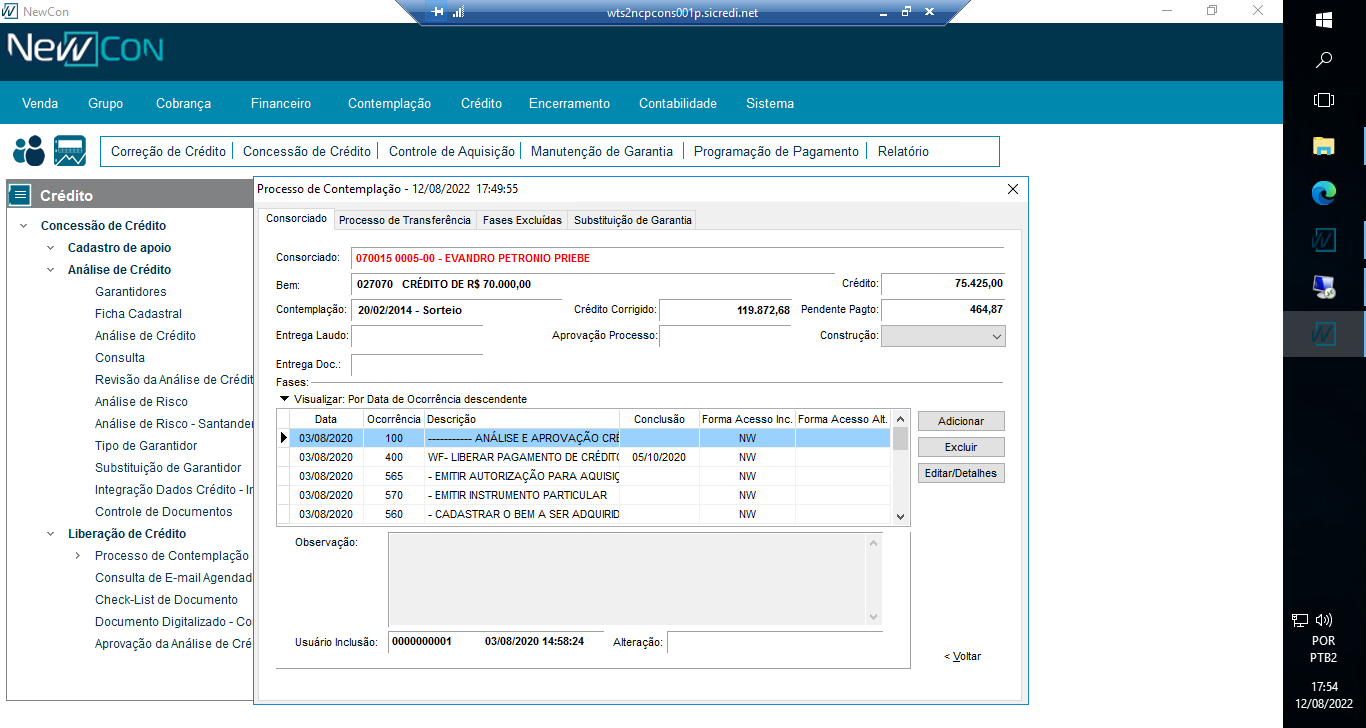 NewCon
wts2ncpcons001p.sicredi.net
NewCon
Venda Grupo Cobrança Financeiro Contemplação Crédito Encerramento Contabilidade Sistema
Correção de Crédito Concessão de Crédito Controle de Aquisição Manutenção de Garantia Programação de Pagamento Relatório
Crédito
Concessão de Crédito
Cadastro de apoio
Análise de Crédito
Garantidores
Ficha Cadastral
Análise de Crédito
Consulta
Revisão da Análise de Crédit
Análise de Risco
Análise de Risco - Santander
Tipo de Garantidor
Substituição de Garantidor
Integração Dados Crédito - In
Controle de Documentos
Liberação de Crédito
Processo de Contemplação
Consulta de E-mail Agendad
Check-List de Documento
Documento Digitalizado - Co
Aprovação da Análise de Cré
Processo de Contemplação - 12/08/2022 17:49:55
Consorciado Processo de Transferência Fases Excluídas Substituição de Garantia
Consorciado: 070015 0005-00 - EVANDRO PETRONIO PRIEBE
Bem: 027070 CRÉDITO DE R$ 70.000,00 Crédito: 75.425,00
Contemplação: 20/02/2014 - Sorteio Crédito Corrigido: 119.872,68 Pendente Pagto: 464,87
Entrega Laudo: Aprovação Processo: Construção:
Entrega Doc.:
Fases:
Visualizar: Por Data de Ocorrência descendente
Data Ocorrência Descrição Conclusão Forma Acesso Inc. Forma Acesso Alt.
03/08/2020 100 ----------- ANÁLISE E APROVAÇÃO CRÉ NW
03/08/2020 400 WF- LIBERAR PAGAMENTO DE CRÉDITO 05/10/2020 NW
03/08/2020 565 - EMITIR AUTORIZAÇÃO PARA AQUISIÇ NW
03/08/2020 570 - EMITIR INSTRUMENTO PARTICULAR NW
03/08/2020 560 - CADASTRAR O BEM A SER ADQUIRID NW
Adicionar
Excluir
Editar/Detalhes
Observação:
Usuário Inclusão: 0000000001 03/08/2020 14:58:24 Alteração:
< Voltar
POR
PTB2
17:54
12/08/2022